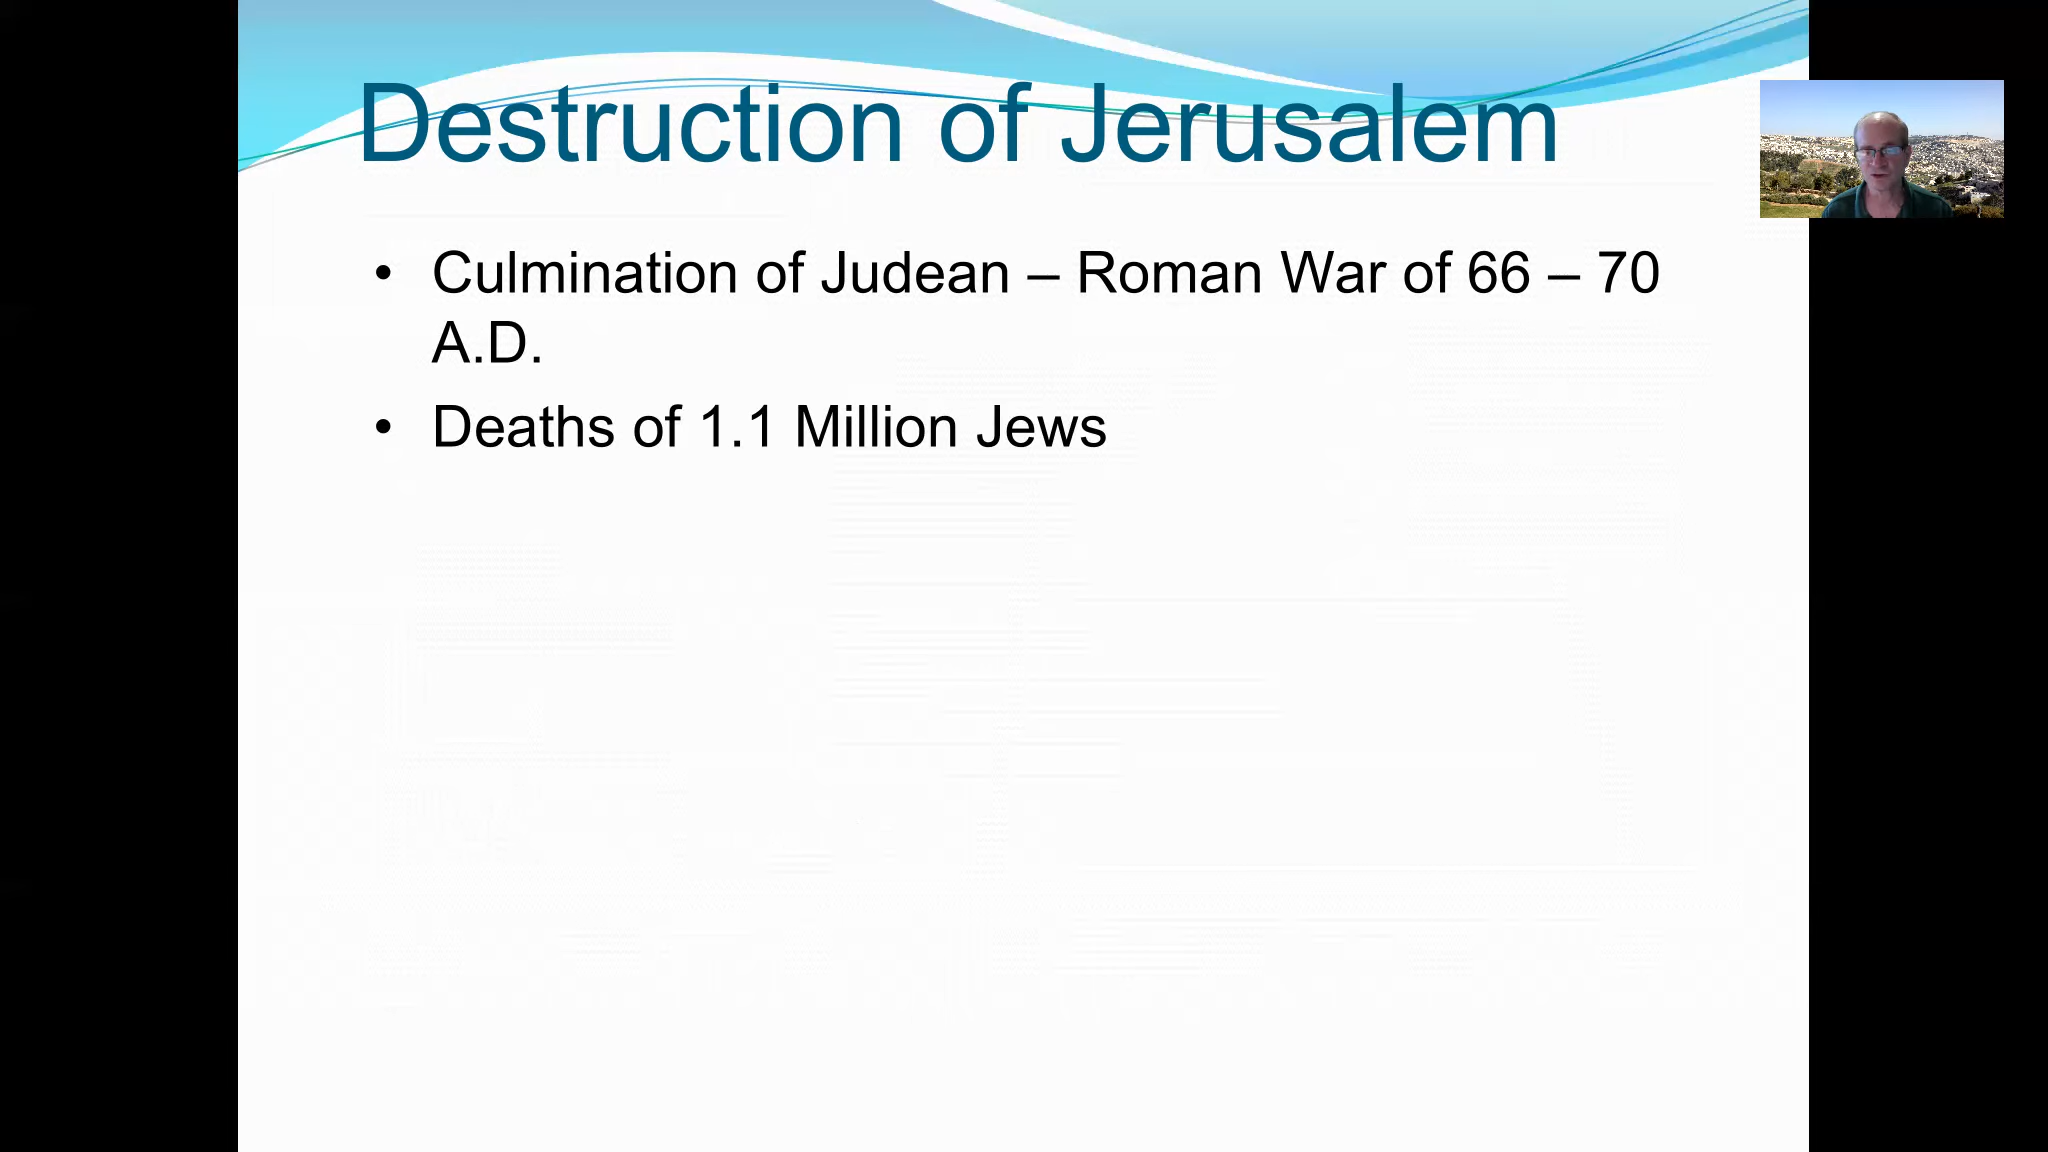 Destruction of Jerusalem
• Culmination of Judean – Roman War of 66 – 70
A.D.
• Deaths of 1.1 Million Jews